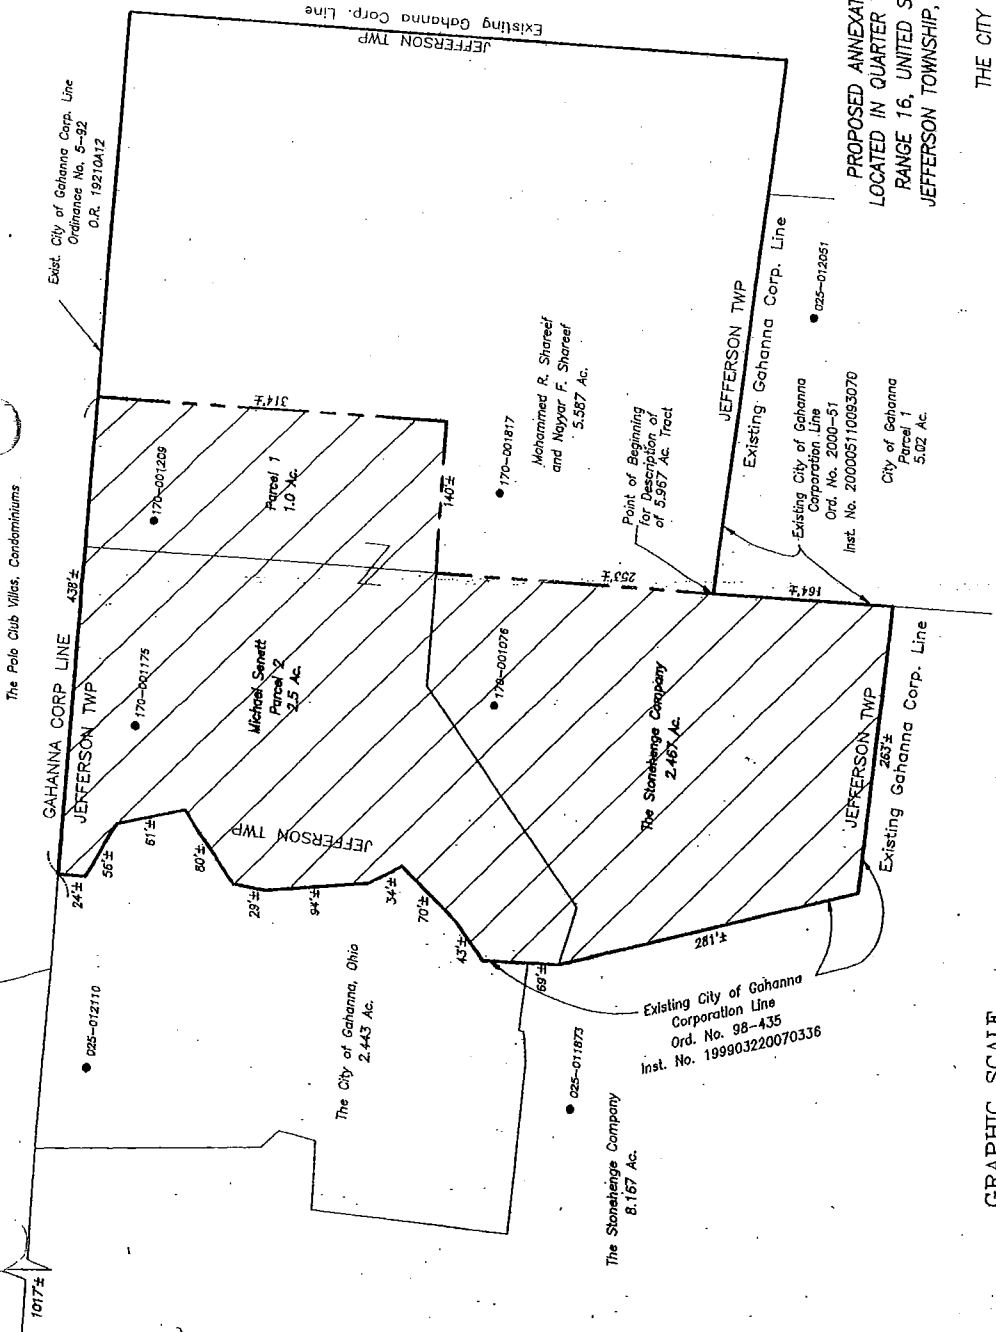 The Polo Club Villas, Condominiums
Exist. City of Gahanna Corp. Line
Ordinance No. 5-92
O.R. 19210A12
Existing Gahanna Corp. Line
JEFFERSON TWP
GAHANNA CORP LINE
JEFFERSON TWP
438'±
1017'±
314'±
140'±
253'±
164'±
263'±
281'±
69'±
43'±
70'±
34'±
94'±
29'±
60'±
61'±
56'±
24'±
170-001209
Parcel 1
1.0 Ac.
170-001175
Michael Senett
Parcel 2
2.5 Ac.
JEFFERSON TWP
170-001817
Mohammed R. Shareef
and Nayyar F. Shareef
5.587 Ac.
Point of Beginning
for Description of
of 5.967 Ac. Tract
170-001076
The Stonehenge Company
2.467 Ac.
JEFFERSON TWP
Existing Gahanna Corp. Line
JEFFERSON TWP
Existing Gahanna Corp. Line
025-012051
Existing City of Gahanna
Corporation Line
Ord. No. 2000-51
Inst. No. 200005110093070
City of Gahanna
Parcel 1
5.02 Ac.
025-012110
The City of Gahanna, Ohio
2.443 Ac.
Existing City of Gahanna
Corporation Line
Ord. No. 98-435
Inst. No. 199903220070336
025-011873
The Stonehenge Company
8.167 Ac.
PROPOSED ANNEXAT
LOCATED IN QUARTER
RANGE 16, UNITED S
JEFFERSON TOWNSHIP,
THE CITY
GRAPHIC SCALE